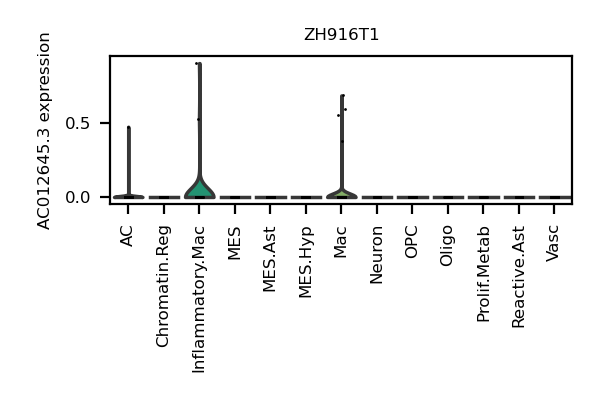 ZH916T1
AC012645.3 expression
0.5
0.0
AC
Chromatin.Reg
Inflammatory.Mac
MES
MES.Ast
MES.Hyp
Mac
Neuron
OPC
Oligo
Prolif.Metab
Reactive.Ast
Vasc